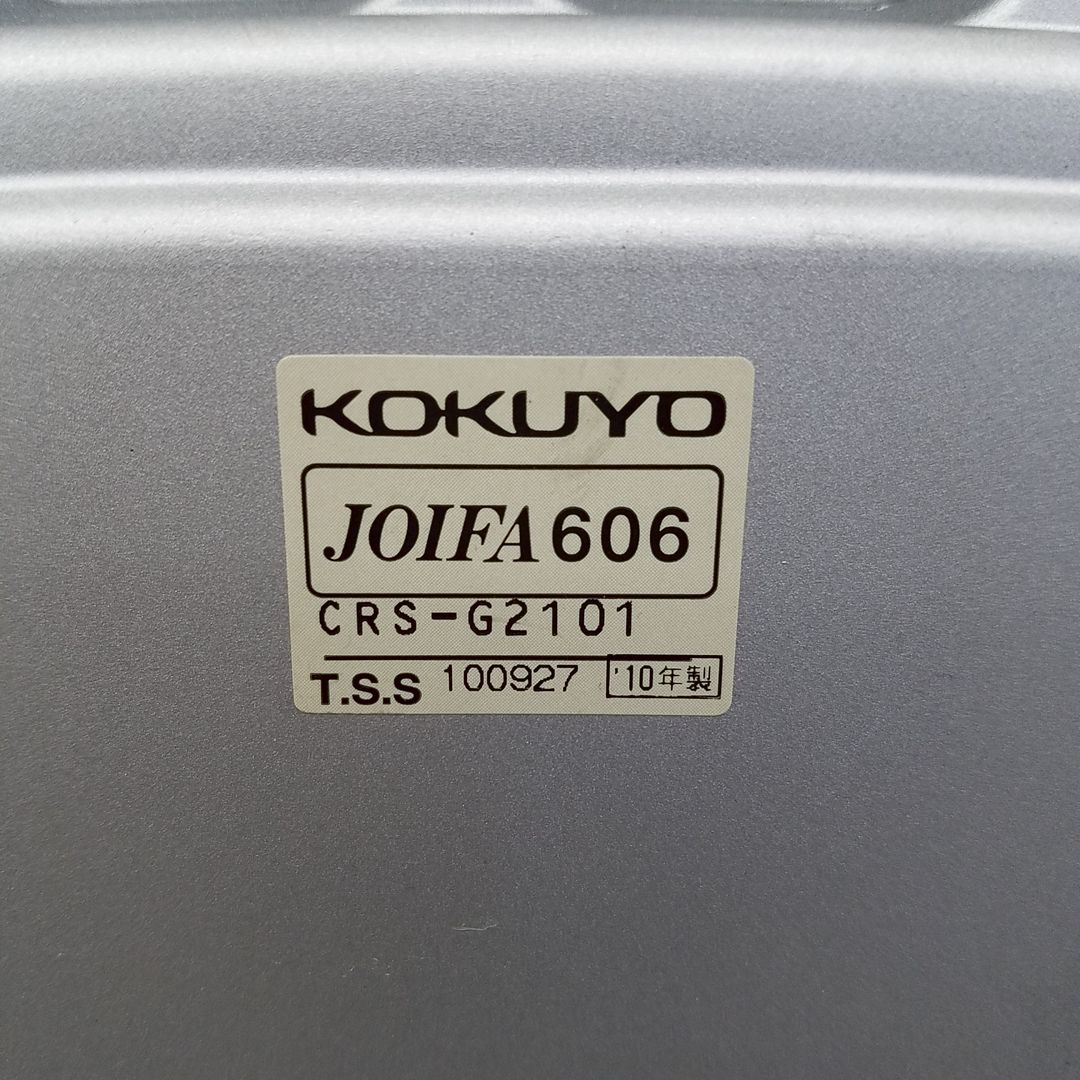 KOKUYO
JOIFA 606
CRS-G2101
T.S.S 100927 '10年製